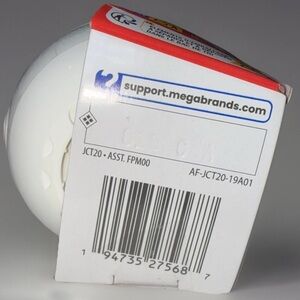 support.megabrands.com
JCT20 • ASST. FPM00
AF-JCT20-19A01
1 94735 27568 7